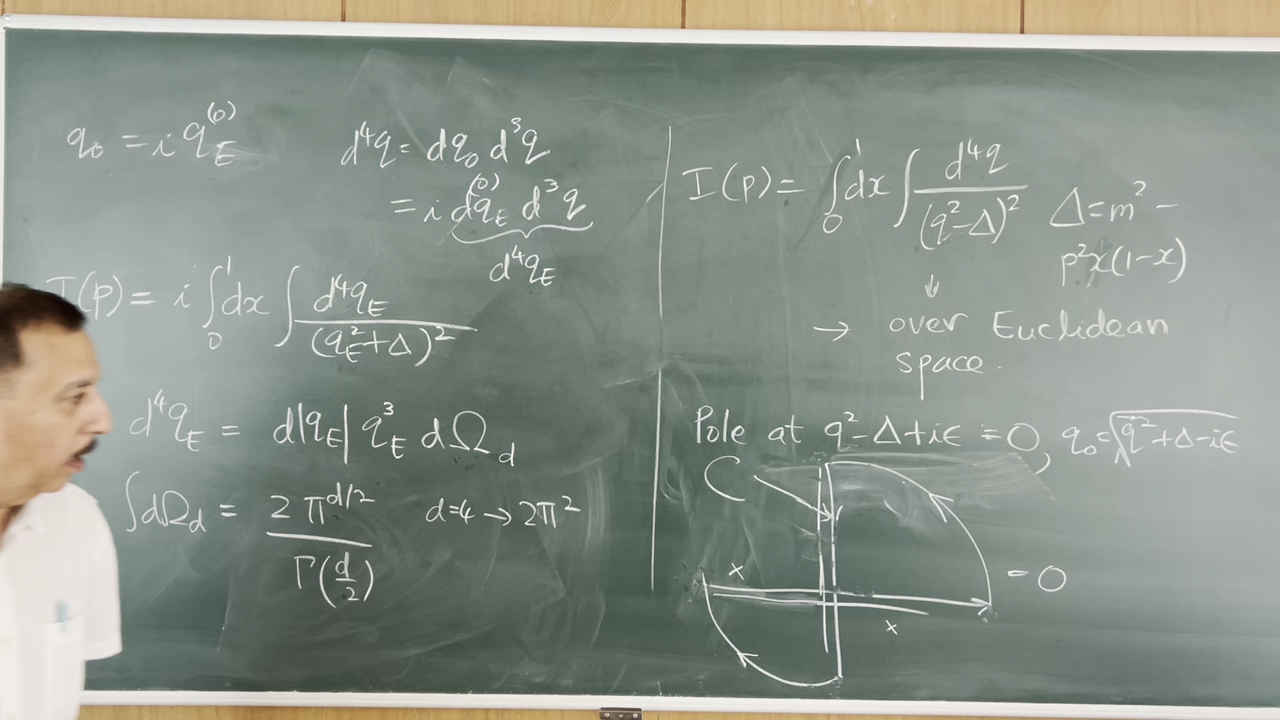 q₀ = i q_E^(0)
d⁴q = dq₀ d³q
= i dq_E^(0) d³q
d⁴q_E
I(p) = i ∫₀¹ dx ∫ d⁴q_E / (q_E² + Δ)²
d⁴q_E = d|q_E| q_E³ dΩ_d
∫dΩ_d = 2 π^{d/2} / Γ(d/2) d=4 → 2π²
I(p) = ∫₀¹ dx ∫ d⁴q / (q² - Δ)² Δ = m² -
p²x(1-x)
↓
→ over Euclidean
space.
Pole at q² - Δ + iϵ = 0, q₀ = √(q⃗² + Δ - iϵ)
C
x
= 0
x